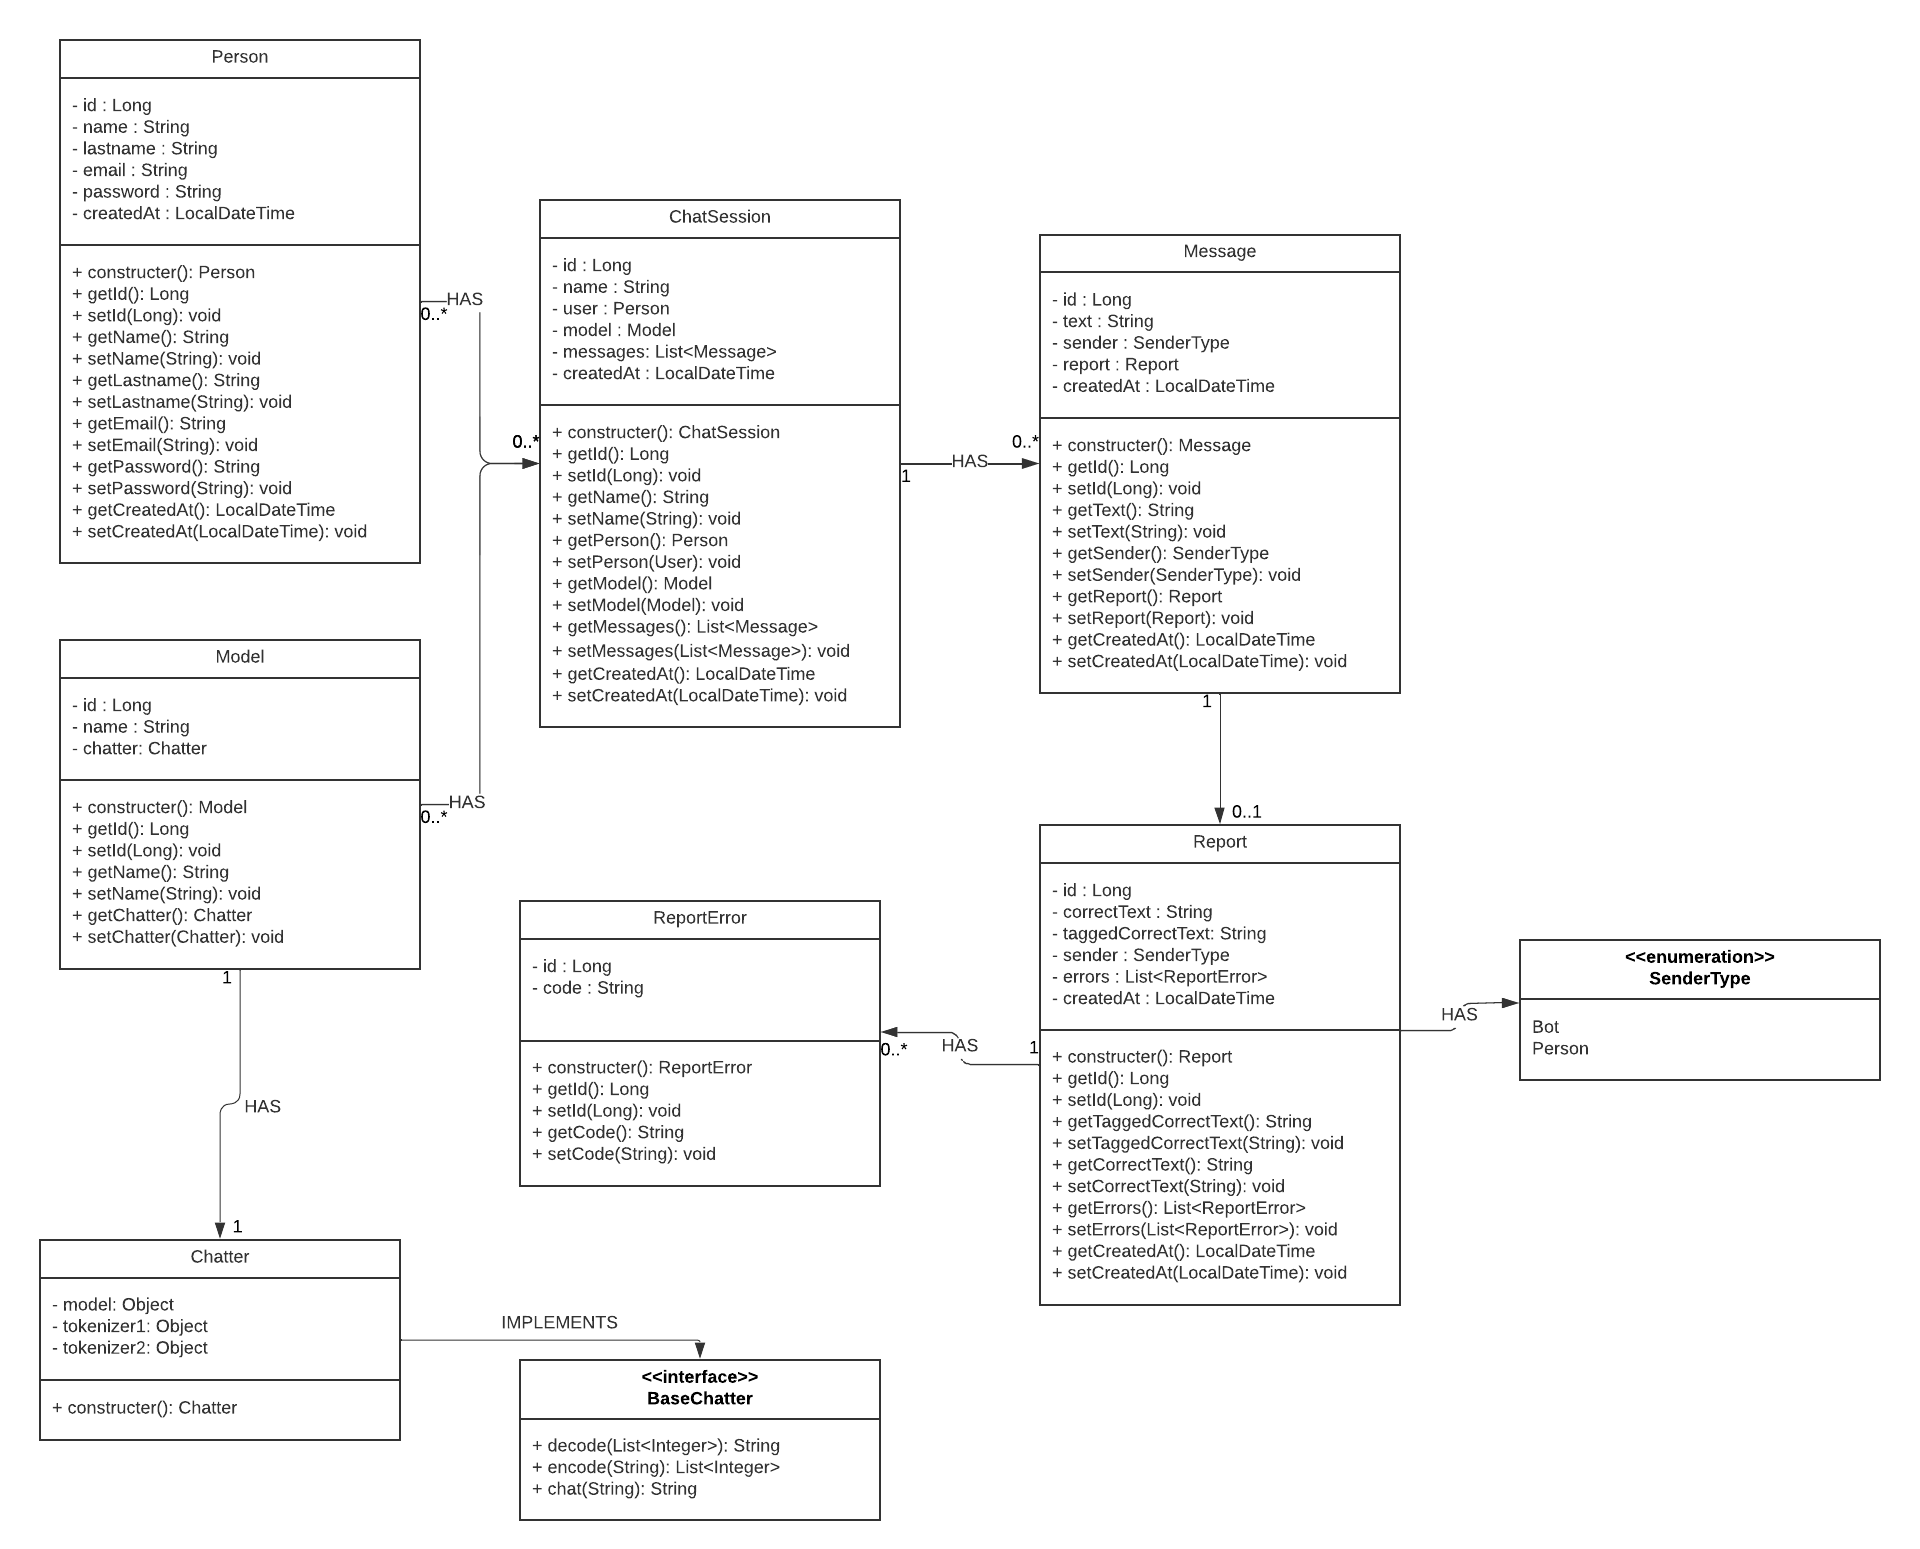 Person
- id : Long
- name : String
- lastname : String
- email : String
- password : String
- createdAt : LocalDateTime
+ constructer(): Person
+ getId(): Long
+ setId(Long): void
+ getName(): String
+ setName(String): void
+ getLastname(): String
+ setLastname(String): void
+ getEmail(): String
+ setEmail(String): void
+ getPassword(): String
+ setPassword(String): void
+ getCreatedAt(): LocalDateTime
+ setCreatedAt(LocalDateTime): void
HAS
0..*
0..*
ChatSession
- id : Long
- name : String
- user : Person
- model : Model
- messages: List<Message>
- createdAt : LocalDateTime
+ constructer(): ChatSession
+ getId(): Long
+ setId(Long): void
+ getName(): String
+ setName(String): void
+ getPerson(): Person
+ setPerson(User): void
+ getModel(): Model
+ setModel(Model): void
+ getMessages(): List<Message>
+ setMessages(List<Message>): void
+ getCreatedAt(): LocalDateTime
+ setCreatedAt(LocalDateTime): void
1
HAS
0..*
Message
- id : Long
- text : String
- sender : SenderType
- report : Report
- createdAt : LocalDateTime
+ constructer(): Message
+ getId(): Long
+ setId(Long): void
+ getText(): String
+ setText(String): void
+ getSender(): SenderType
+ setSender(SenderType): void
+ getReport(): Report
+ setReport(Report): void
+ getCreatedAt(): LocalDateTime
+ setCreatedAt(LocalDateTime): void
1
0..1
Model
- id : Long
- name : String
- chatter: Chatter
+ constructer(): Model
+ getId(): Long
+ setId(Long): void
+ getName(): String
+ setName(String): void
+ getChatter(): Chatter
+ setChatter(Chatter): void
HAS
0..*
1
HAS
1
ReportError
- id : Long
- code : String
+ constructer(): ReportError
+ getId(): Long
+ setId(Long): void
+ getCode(): String
+ setCode(String): void
0..*
HAS
1
Report
- id : Long
- correctText : String
- taggedCorrectText: String
- sender : SenderType
- errors : List<ReportError>
- createdAt : LocalDateTime
+ constructer(): Report
+ getId(): Long
+ setId(Long): void
+ getTaggedCorrectText(): String
+ setTaggedCorrectText(String): void
+ getCorrectText(): String
+ setCorrectText(String): void
+ getErrors(): List<ReportError>
+ setErrors(List<ReportError>): void
+ getCreatedAt(): LocalDateTime
+ setCreatedAt(LocalDateTime): void
HAS
<<enumeration>>
SenderType
Bot
Person
Chatter
- model: Object
- tokenizer1: Object
- tokenizer2: Object
+ constructer(): Chatter
IMPLEMENTS
<<interface>>
BaseChatter
+ decode(List<Integer>): String
+ encode(String): List<Integer>
+ chat(String): String